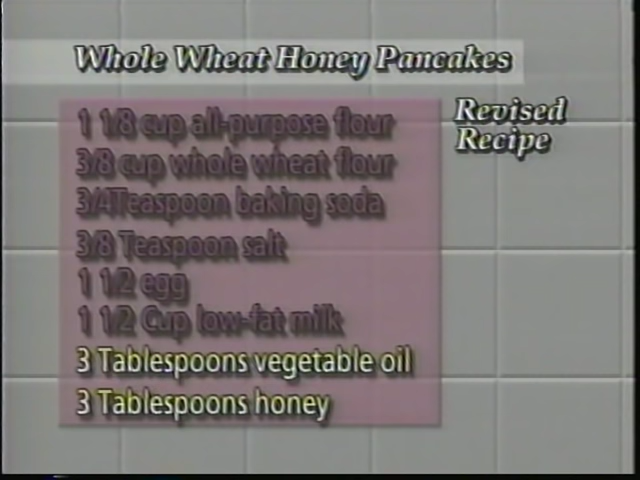 Whole Wheat Honey Pancakes
Revised
Recipe
1 1/8 cup all-purpose flour
3/8 cup whole wheat flour
3/4Teaspoon baking soda
3/8 Teaspoon salt
1 1/2 egg
1 1/2 Cup low-fat milk
3 Tablespoons vegetable oil
3 Tablespoons honey